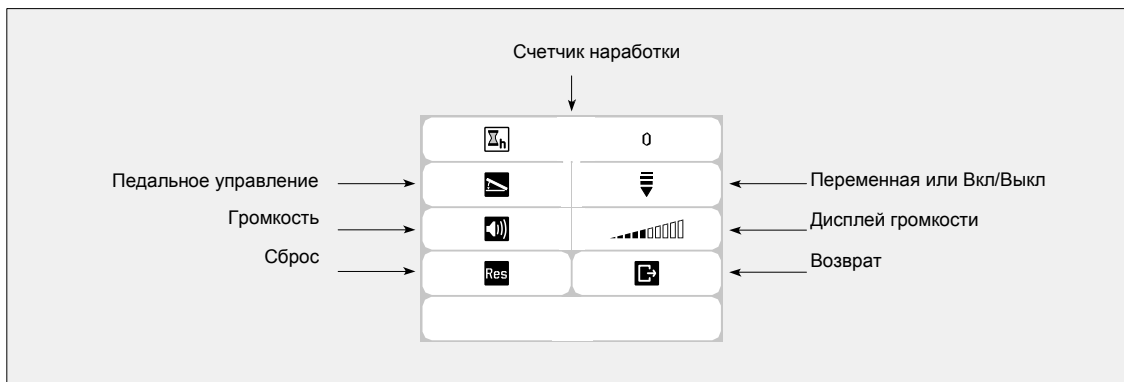 Счетчик наработки
h 0
Педальное управление
Переменная или Вкл/Выкл
Громкость
Дисплей громкости
Сброс
Res
Возврат